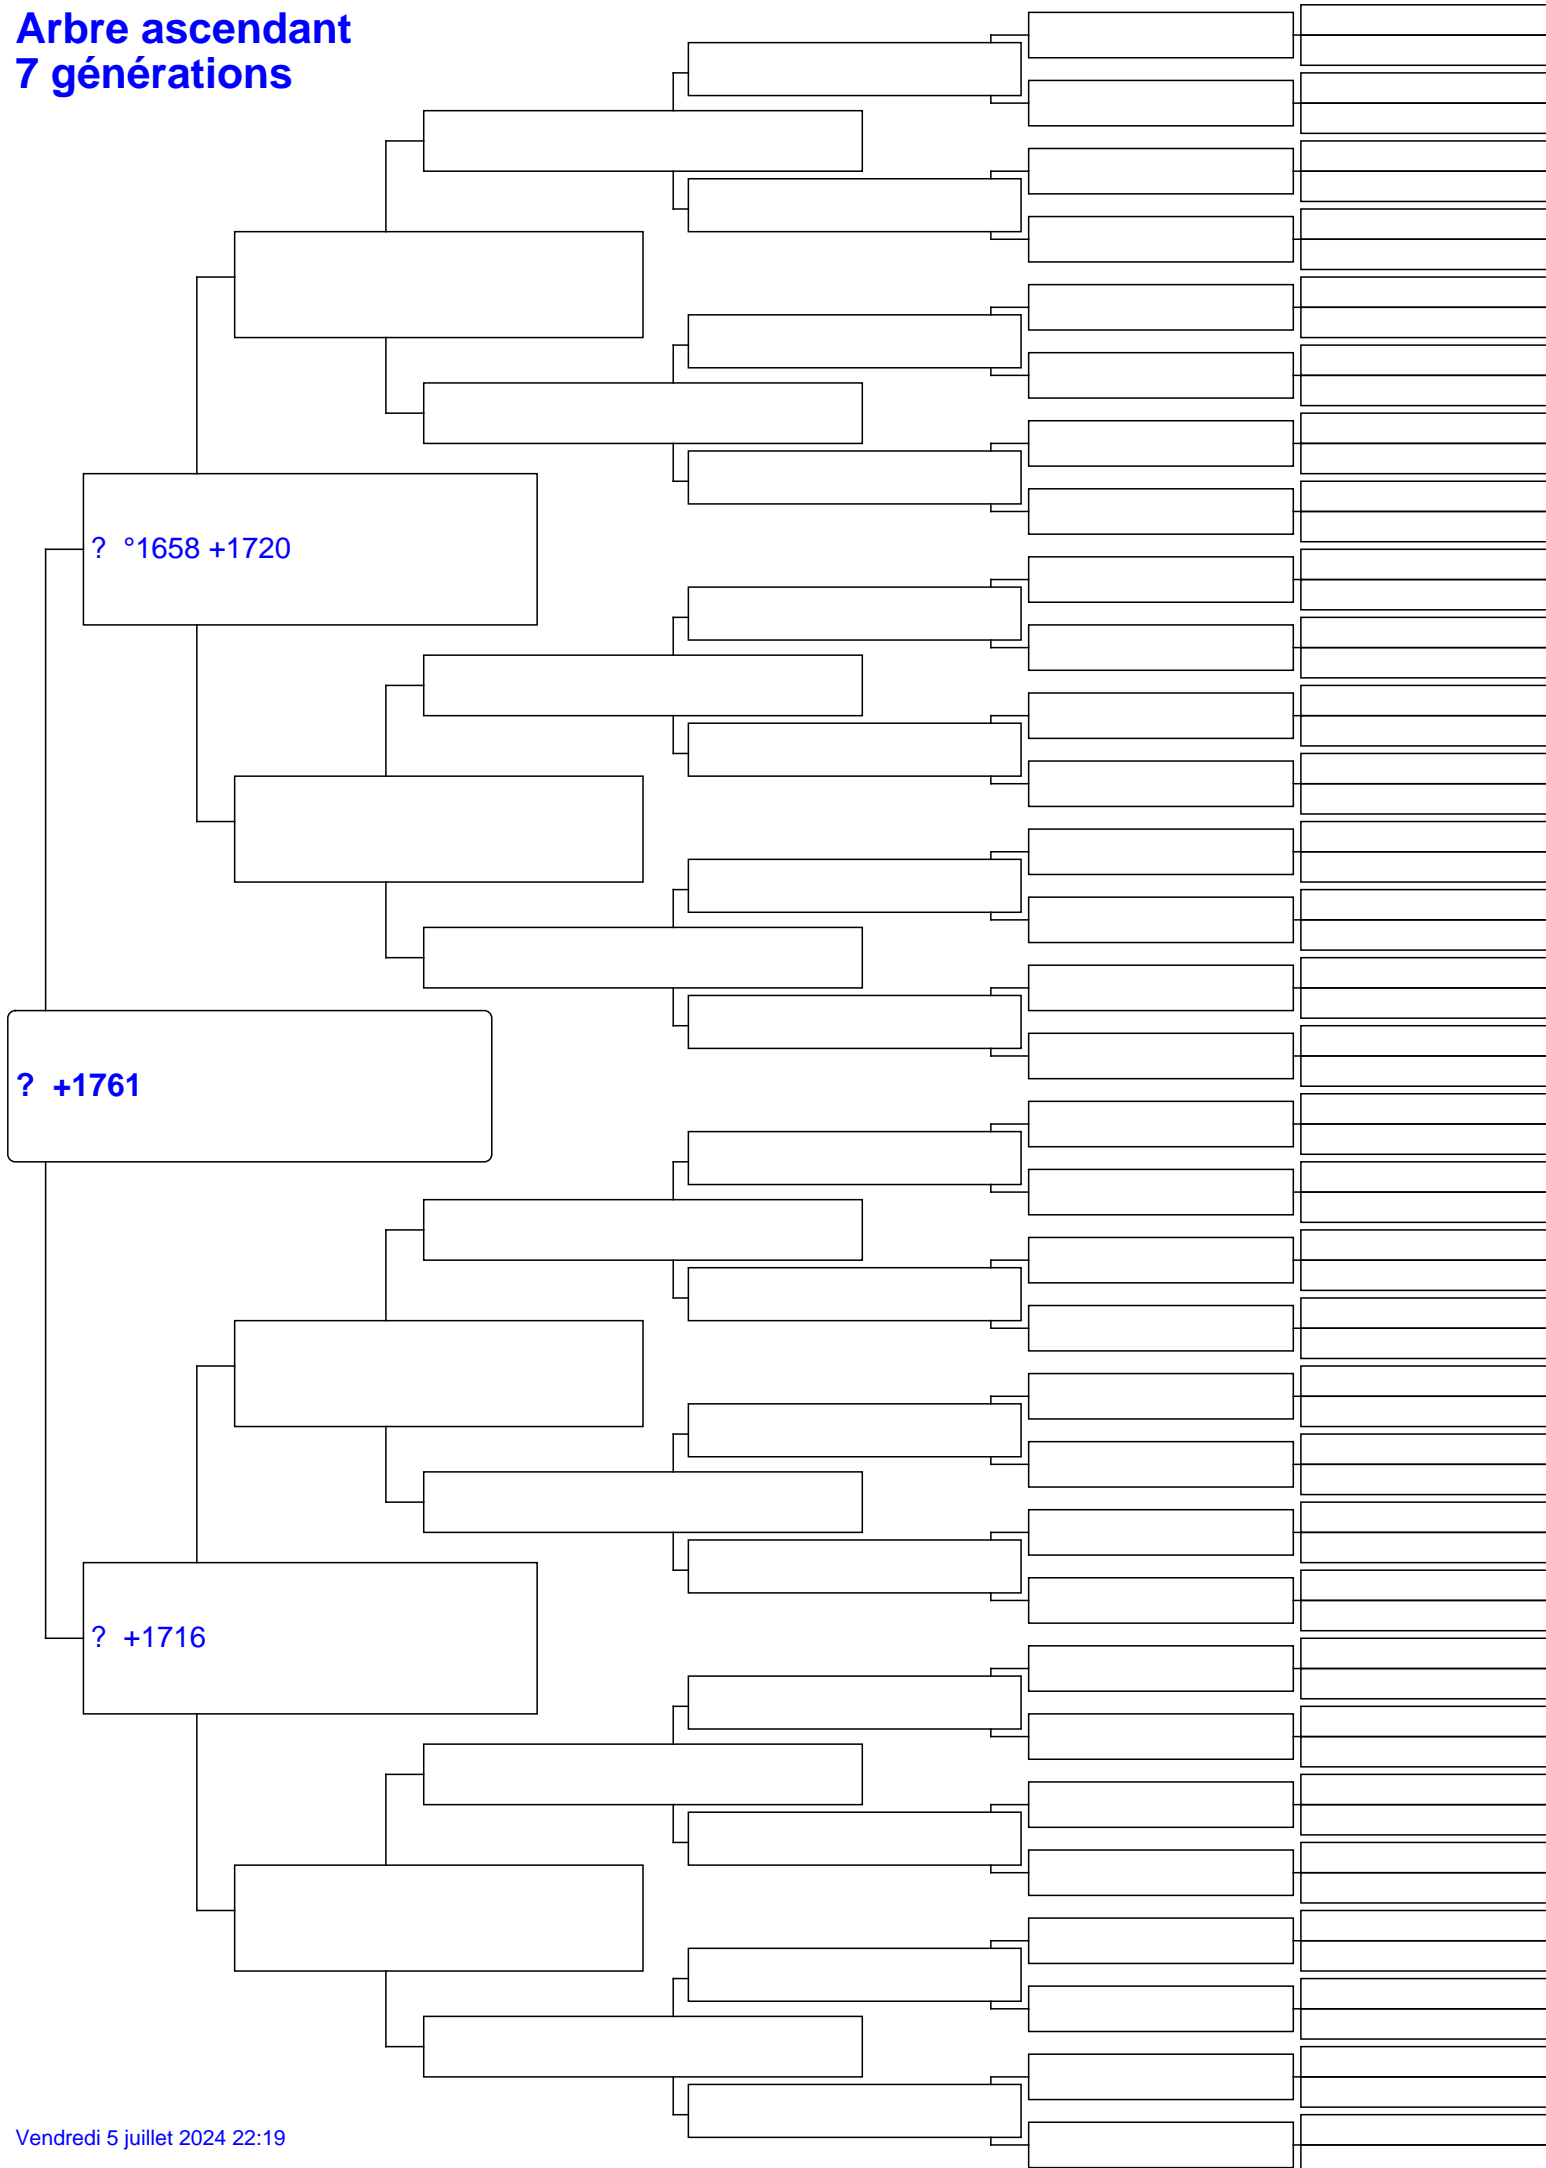 Arbre ascendant
7 générations
? °1658 +1720
? +1761
? +1716
Vendredi 5 juillet 2024 22:19